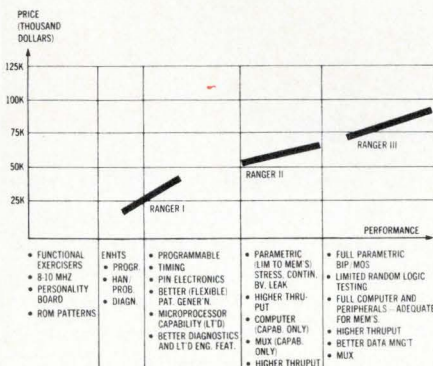 PRICE
(THOUSAND
DOLLARS)
125K
100K
75K
50K
25K
RANGER I
RANGER II
RANGER III
PERFORMANCE
• FUNCTIONAL
EXERCISERS
• 8-10 MHZ
• PERSONALITY
BOARD
• ROM PATTERNS
ENHTS
• PROGR.
• HAN/
PROB.
• DIAGN.
• PROGRAMMABLE
• TIMING
• PIN ELECTRONICS
• BETTER (FLEXIBLE)
PAT. GENER'N.
• MICROPROCESSOR
CAPABILITY (LT'D)
• BETTER DIAGNOSTICS
AND LT'D ENG. FEAT.
• PARAMETRIC
(LIM TO MEM'S)
STRESS, CONTIN,
BV, LEAK
• HIGHER THRU-
PUT
• COMPUTER
(CAPAB. ONLY)
• MUX (CAPAB.
ONLY)
• HIGHER THRUPUT
• FULL PARAMETRIC
BIP/MOS
• LIMITED RANDOM LOGIC
TESTING
• FULL COMPUTER AND
PERIPHERALS - ADEQUATE
FOR MEM'S.
• HIGHER THRUPUT
• BETTER DATA MNG'T
• MUX